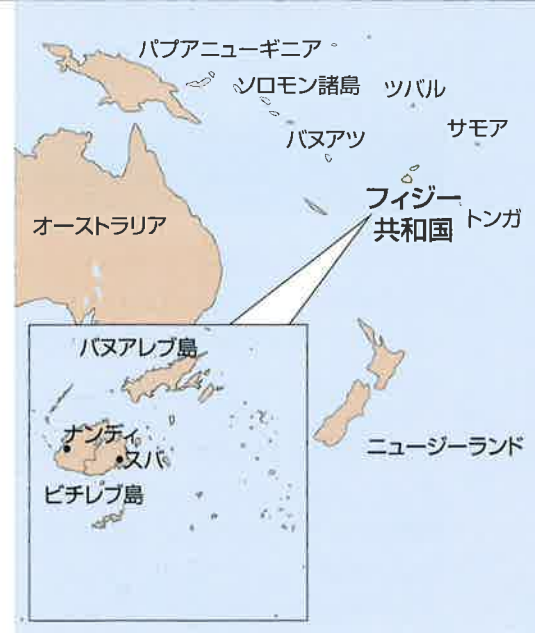 パプアニューギニア
ソロモン諸島
ツバル
サモア
バヌアツ
フィジー
共和国
トンガ
オーストラリア
バヌアレブ島
ナンディ
スバ
ビチレブ島
ニュージーランド